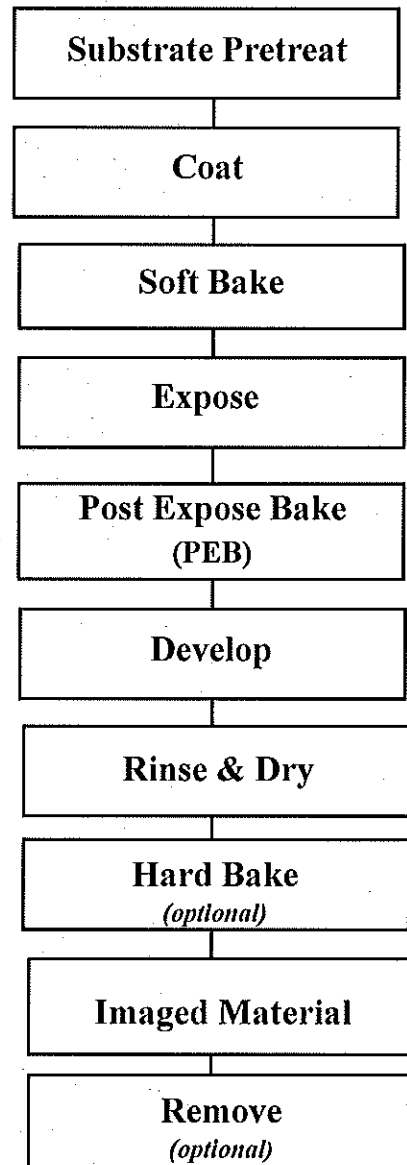 Substrate Pretreat
Coat
Soft Bake
Expose
Post Expose Bake
(PEB)
Develop
Rinse & Dry
Hard Bake
(optional)
Imaged Material
Remove
(optional)